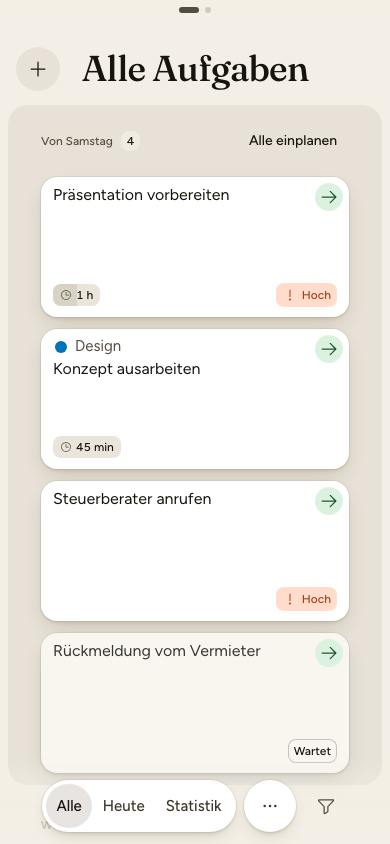 Alle Aufgaben
Von Samstag 4
Alle einplanen
Präsentation vorbereiten
1 h
Hoch
Design
Konzept ausarbeiten
45 min
Steuerberater anrufen
Hoch
Rückmeldung vom Vermieter
Wartet
Alle Heute Statistik